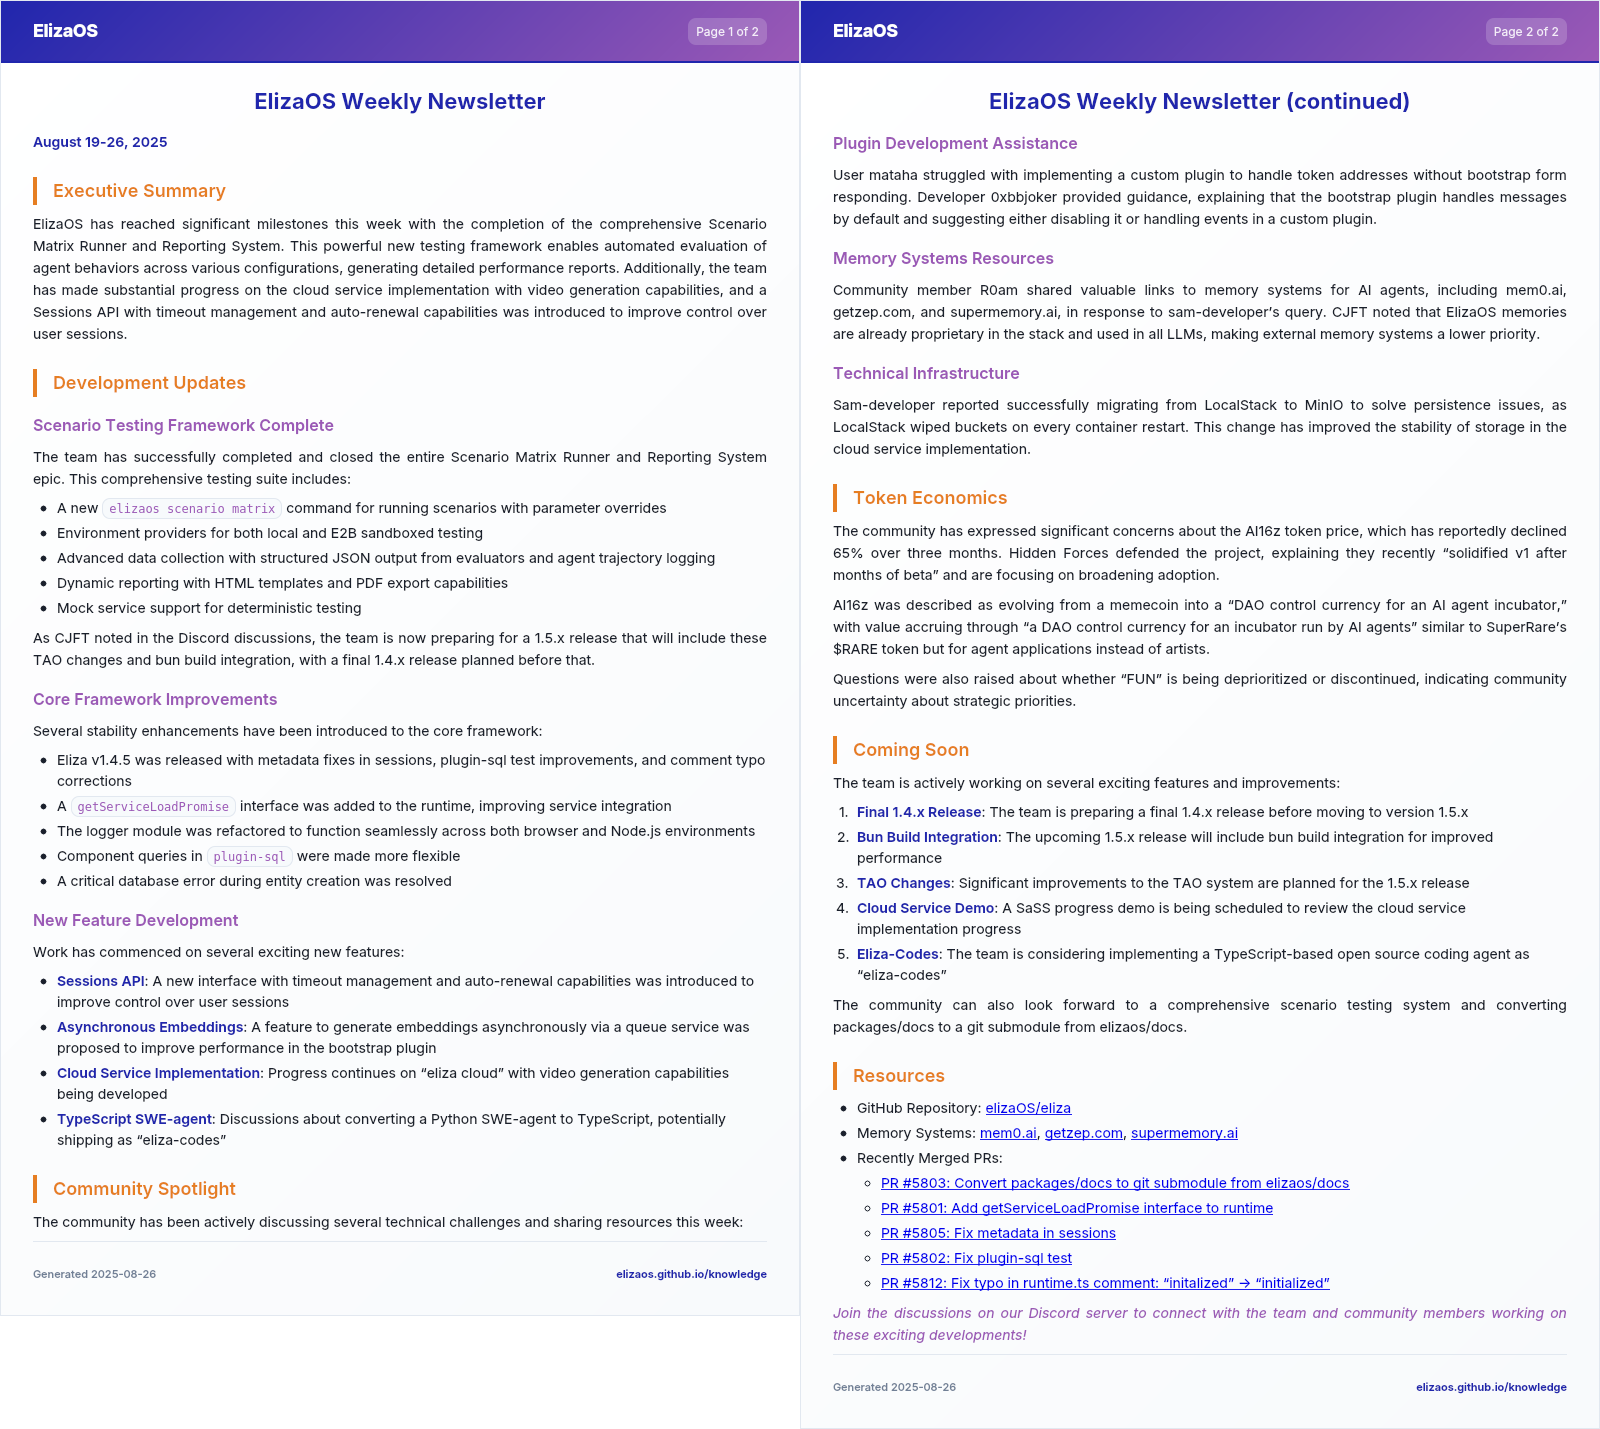 ElizaOS
Page 1 of 2
ElizaOS Weekly Newsletter
August 19-26, 2025
Executive Summary
ElizaOS has reached significant milestones this week with the completion of the comprehensive Scenario
Matrix Runner and Reporting System. This powerful new testing framework enables automated evaluation of
agent behaviors across various configurations, generating detailed performance reports. Additionally, the team
has made substantial progress on the cloud service implementation with video generation capabilities, and a
Sessions API with timeout management and auto-renewal capabilities was introduced to improve control over
user sessions.
Development Updates
Scenario Testing Framework Complete
The team has successfully completed and closed the entire Scenario Matrix Runner and Reporting System
epic. This comprehensive testing suite includes:
• A new elizaos scenario matrix command for running scenarios with parameter overrides
• Environment providers for both local and E2B sandboxed testing
• Advanced data collection with structured JSON output from evaluators and agent trajectory logging
• Dynamic reporting with HTML templates and PDF export capabilities
• Mock service support for deterministic testing
As CJFT noted in the Discord discussions, the team is now preparing for a 1.5.x release that will include these
TAO changes and bun build integration, with a final 1.4.x release planned before that.
Core Framework Improvements
Several stability enhancements have been introduced to the core framework:
• Eliza v1.4.5 was released with metadata fixes in sessions, plugin-sql test improvements, and comment typo
corrections
• A getServiceLoadPromise interface was added to the runtime, improving service integration
• The logger module was refactored to function seamlessly across both browser and Node.js environments
• Component queries in plugin-sql were made more flexible
• A critical database error during entity creation was resolved
New Feature Development
Work has commenced on several exciting new features:
• Sessions API: A new interface with timeout management and auto-renewal capabilities was introduced to
improve control over user sessions
• Asynchronous Embeddings: A feature to generate embeddings asynchronously via a queue service was
proposed to improve performance in the bootstrap plugin
• Cloud Service Implementation: Progress continues on “eliza cloud” with video generation capabilities
being developed
• TypeScript SWE-agent: Discussions about converting a Python SWE-agent to TypeScript, potentially
shipping as “eliza-codes”
Community Spotlight
The community has been actively discussing several technical challenges and sharing resources this week:
Generated 2025-08-26
elizaos.github.io/knowledge
ElizaOS
Page 2 of 2
ElizaOS Weekly Newsletter (continued)
Plugin Development Assistance
User mataha struggled with implementing a custom plugin to handle token addresses without bootstrap form
responding. Developer 0xbbjoker provided guidance, explaining that the bootstrap plugin handles messages
by default and suggesting either disabling it or handling events in a custom plugin.
Memory Systems Resources
Community member R0am shared valuable links to memory systems for AI agents, including mem0.ai,
getzep.com, and supermemory.ai, in response to sam-developer’s query. CJFT noted that ElizaOS memories
are already proprietary in the stack and used in all LLMs, making external memory systems a lower priority.
Technical Infrastructure
Sam-developer reported successfully migrating from LocalStack to MinIO to solve persistence issues, as
LocalStack wiped buckets on every container restart. This change has improved the stability of storage in the
cloud service implementation.
Token Economics
The community has expressed significant concerns about the AI16z token price, which has reportedly declined
65% over three months. Hidden Forces defended the project, explaining they recently “solidified v1 after
months of beta” and are focusing on broadening adoption.
AI16z was described as evolving from a memecoin into a “DAO control currency for an AI agent incubator,”
with value accruing through “a DAO control currency for an incubator run by AI agents” similar to SuperRare’s
$RARE token but for agent applications instead of artists.
Questions were also raised about whether “FUN” is being deprioritized or discontinued, indicating community
uncertainty about strategic priorities.
Coming Soon
The team is actively working on several exciting features and improvements:
1. Final 1.4.x Release: The team is preparing a final 1.4.x release before moving to version 1.5.x
2. Bun Build Integration: The upcoming 1.5.x release will include bun build integration for improved
performance
3. TAO Changes: Significant improvements to the TAO system are planned for the 1.5.x release
4. Cloud Service Demo: A SaSS progress demo is being scheduled to review the cloud service
implementation progress
5. Eliza-Codes: The team is considering implementing a TypeScript-based open source coding agent as
“eliza-codes”
The community can also look forward to a comprehensive scenario testing system and converting
packages/docs to a git submodule from elizaos/docs.
Resources
• GitHub Repository: elizaOS/eliza
• Memory Systems: mem0.ai, getzep.com, supermemory.ai
• Recently Merged PRs:
◦ PR #5803: Convert packages/docs to git submodule from elizaos/docs
◦ PR #5801: Add getServiceLoadPromise interface to runtime
◦ PR #5805: Fix metadata in sessions
◦ PR #5802: Fix plugin-sql test
◦ PR #5812: Fix typo in runtime.ts comment: “initalized” → “initialized”
Join the discussions on our Discord server to connect with the team and community members working on
these exciting developments!
Generated 2025-08-26
elizaos.github.io/knowledge